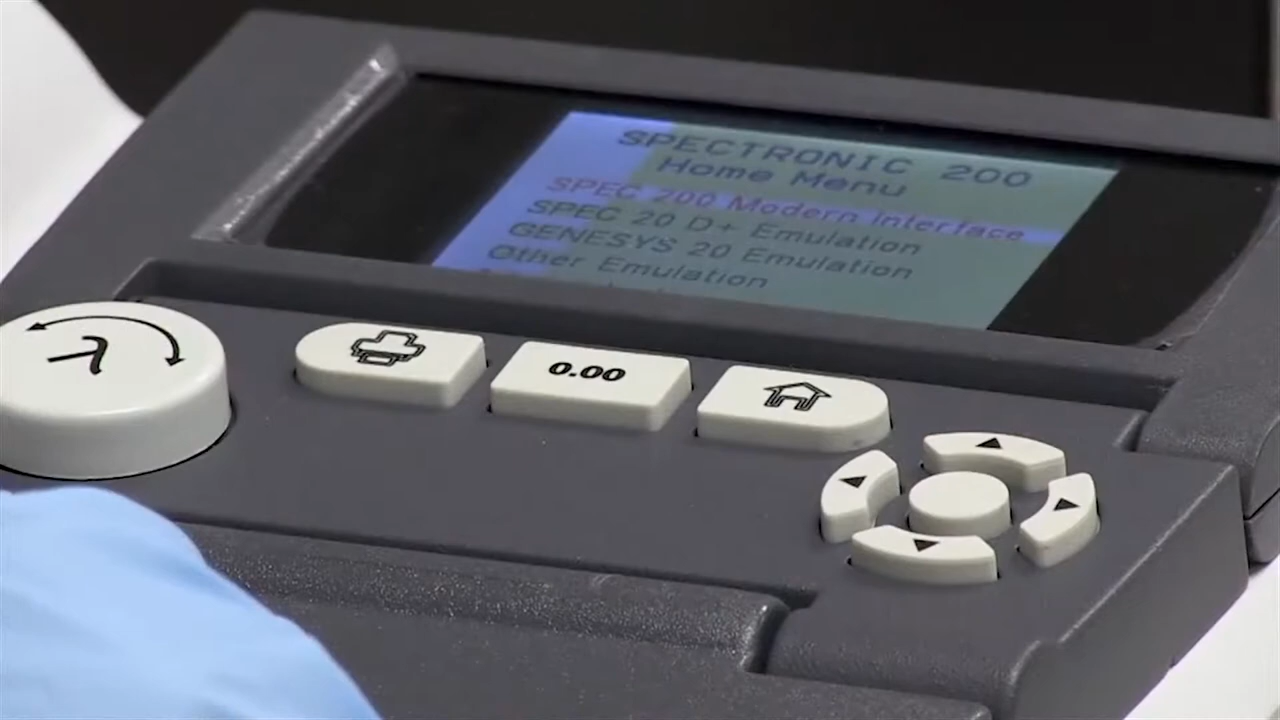 SPECTRONIC 200
Home Menu
SPEC 200 Modern Interface
SPEC 20 D+ Emulation
GENESYS 20 Emulation
Other Emulation
λ
0.00